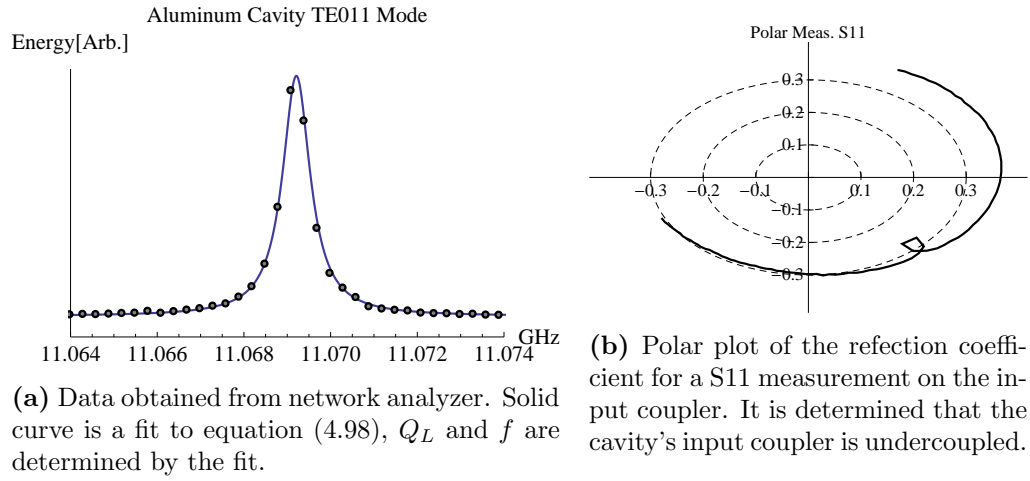 Aluminum Cavity TE011 Mode
Energy[Arb.]
GHz
11.064 11.066 11.068 11.070 11.072 11.074
(a) Data obtained from network analyzer. Solid
curve is a fit to equation (4.98), Q_L and f are
determined by the fit.
Polar Meas. S11
0.3
0.2
0.1
−0.3 −0.2 −0.1 0.1 0.2 0.3
−0.1
−0.2
−0.3
(b) Polar plot of the refection coeffi-
cient for a S11 measurement on the in-
put coupler. It is determined that the
cavity's input coupler is undercoupled.